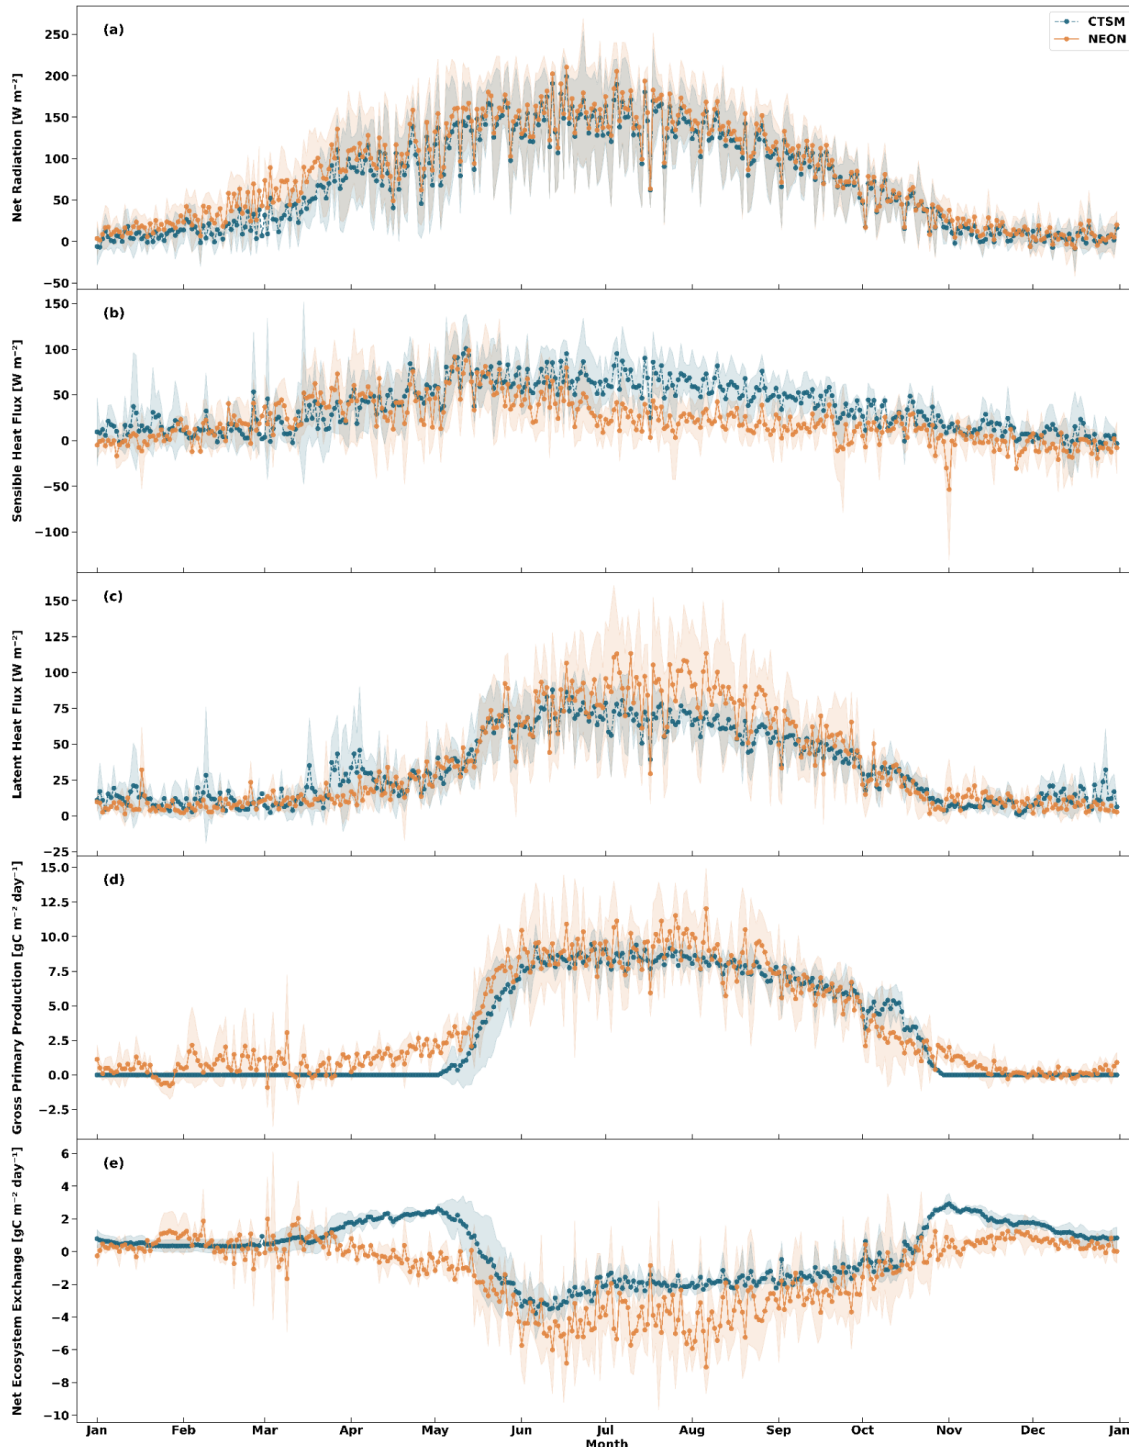 (a)
CTSM
NEON
Net Radiation [W m⁻²]
250
200
150
100
50
0
−50
(b)
Sensible Heat Flux [W m⁻²]
150
100
50
0
−50
−100
(c)
Latent Heat Flux [W m⁻²]
150
125
100
75
50
25
0
−25
(d)
Gross Primary Production [gC m⁻² day⁻¹]
15.0
12.5
10.0
7.5
5.0
2.5
0.0
−2.5
(e)
Net Ecosystem Exchange [gC m⁻² day⁻¹]
6
4
2
0
−2
−4
−6
−8
−10
Jan Feb Mar Apr May Jun Jul Aug Sep Oct Nov Dec Jan
Month